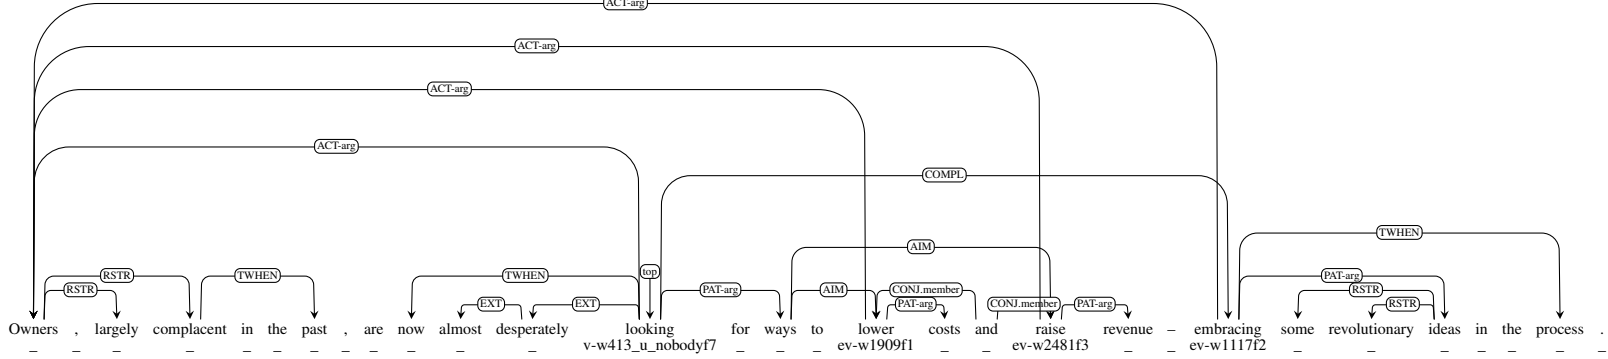 ACT-arg
ACT-arg
ACT-arg
ACT-arg
COMPL
TWHEN
AIM
top
RSTR TWHEN TWHEN PAT-arg
RSTR PAT-arg AIM CONJ.member RSTR
EXT EXT PAT-arg CONJ.member PAT-arg RSTR
Owners , largely complacent in the past , are now almost desperately looking for ways to lower costs and raise revenue – embracing some revolutionary ideas in the process .
_ _ _ _ _ _ _ _ _ _ _ _ v-w413_u_nobodyf7 _ _ _ ev-w1909f1 _ _ ev-w2481f3 _ _ ev-w1117f2 _ _ _ _ _ _ _